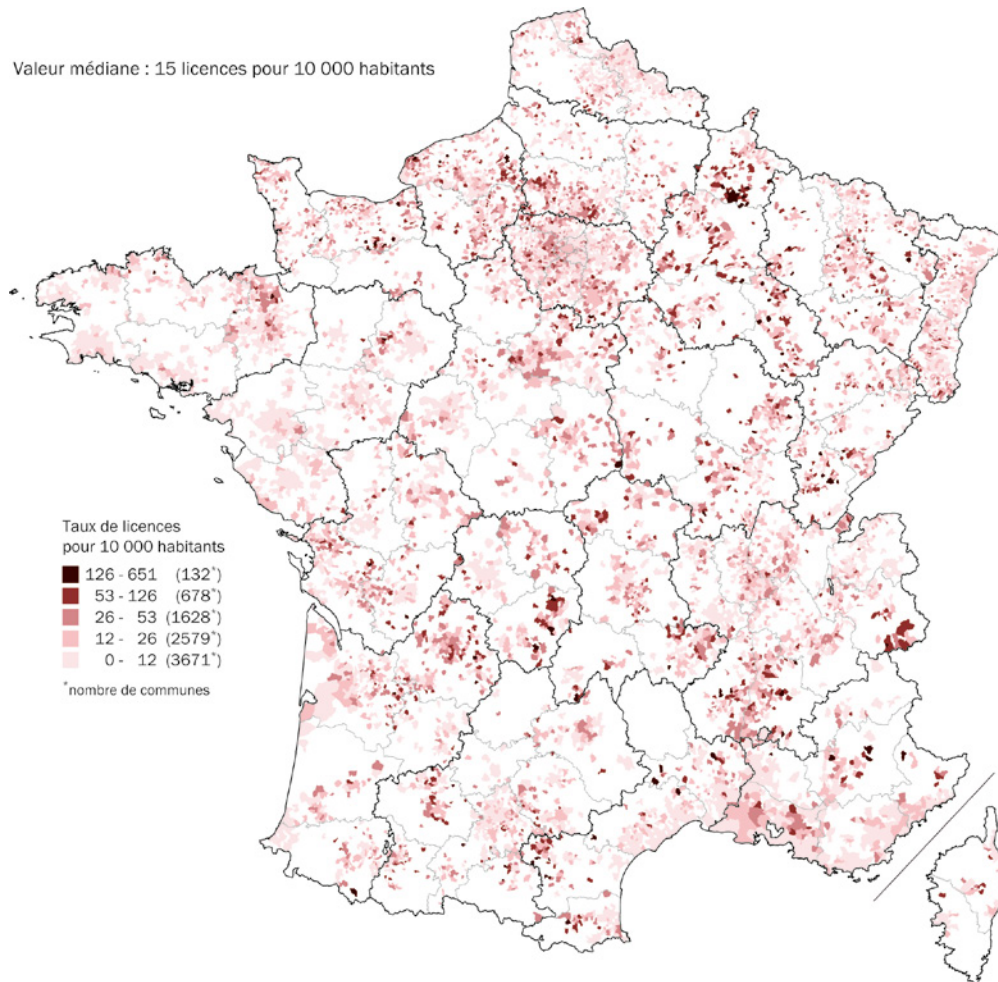 Valeur médiane : 15 licences pour 10 000 habitants
Taux de licences
pour 10 000 habitants
126 - 651 (132*)
53 - 126 (678*)
26 - 53 (1628*)
12 - 26 (2579*)
0 - 12 (3671*)
*nombre de communes